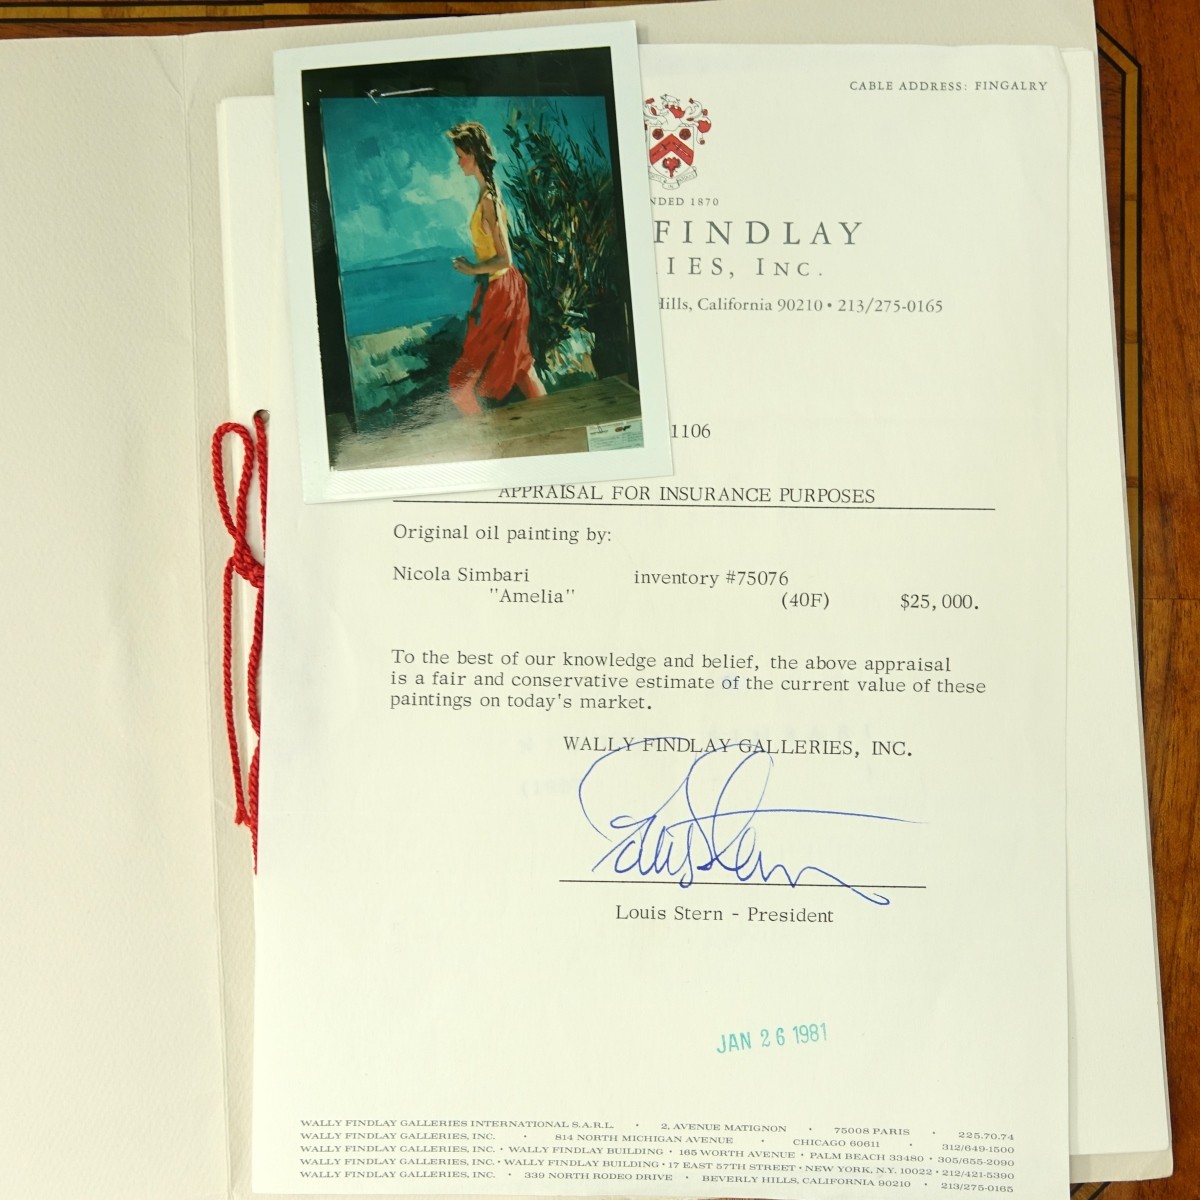 CABLE ADDRESS: FINGALRY
NDED 1870
FINDLAY
IES, INC.
Hills, California 90210 • 213/275-0165
1106
APPRAISAL FOR INSURANCE PURPOSES
Original oil painting by:
Nicola Simbari inventory #75076
"Amelia" (40F) $25,000.
To the best of our knowledge and belief, the above appraisal
is a fair and conservative estimate of the current value of these
paintings on today's market.
WALLY FINDLAY GALLERIES, INC.
Louis Stern
Louis Stern - President
JAN 26 1981
WALLY FINDLAY GALLERIES INTERNATIONAL S.A.R.L. • 2, AVENUE MATIGNON • 75008 PARIS • 225.70.74
WALLY FINDLAY GALLERIES, INC. • 814 NORTH MICHIGAN AVENUE • CHICAGO 60611 • 312/649-1500
WALLY FINDLAY GALLERIES, INC. • WALLY FINDLAY BUILDING • 165 WORTH AVENUE • PALM BEACH 33480 • 305/655-2090
WALLY FINDLAY GALLERIES, INC. • WALLY FINDLAY BUILDING • 17 EAST 57TH STREET • NEW YORK, N.Y. 10022 • 212/421-5390
WALLY FINDLAY GALLERIES, INC. • 339 NORTH RODEO DRIVE • BEVERLY HILLS, CALIFORNIA 90210 • 213/275-0165